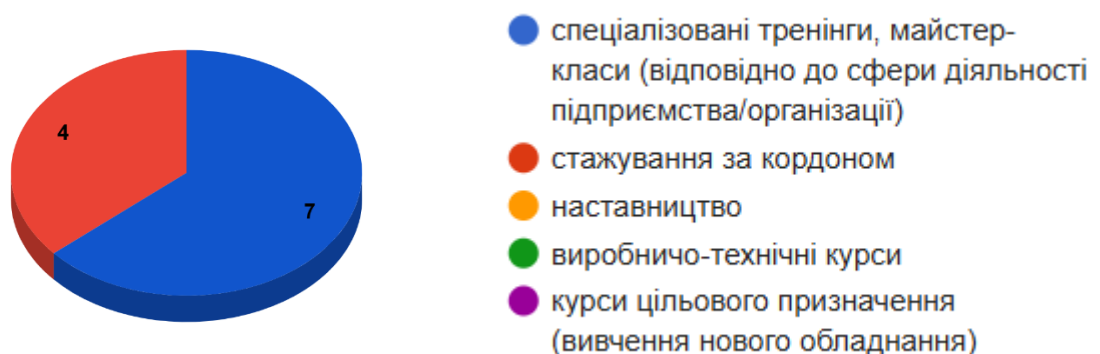 4
7
спеціалізовані тренінги, майстер-
класи (відповідно до сфери діяльності
підприємства/організації)
стажування за кордоном
наставництво
виробничо-технічні курси
курси цільового призначення
(вивчення нового обладнання)